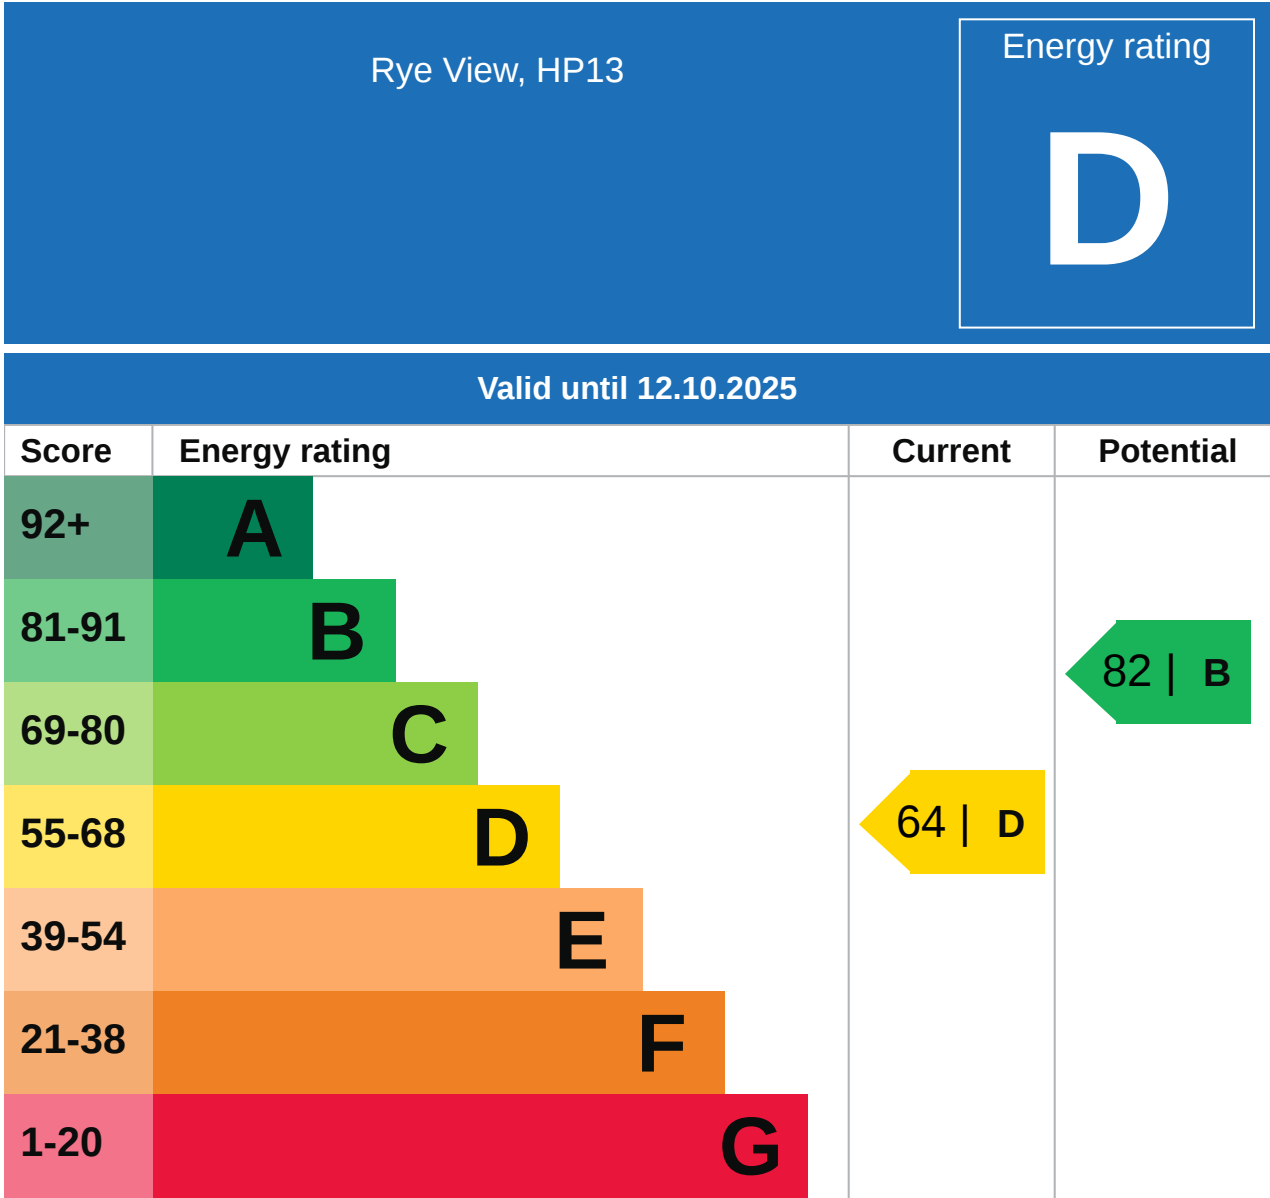 Rye View, HP13
Energy rating
D
Valid until 12.10.2025
Score Energy rating Current Potential
92+ A
81-91 B
82 | B
69-80 C
55-68 D
64 | D
39-54 E
21-38 F
1-20 G